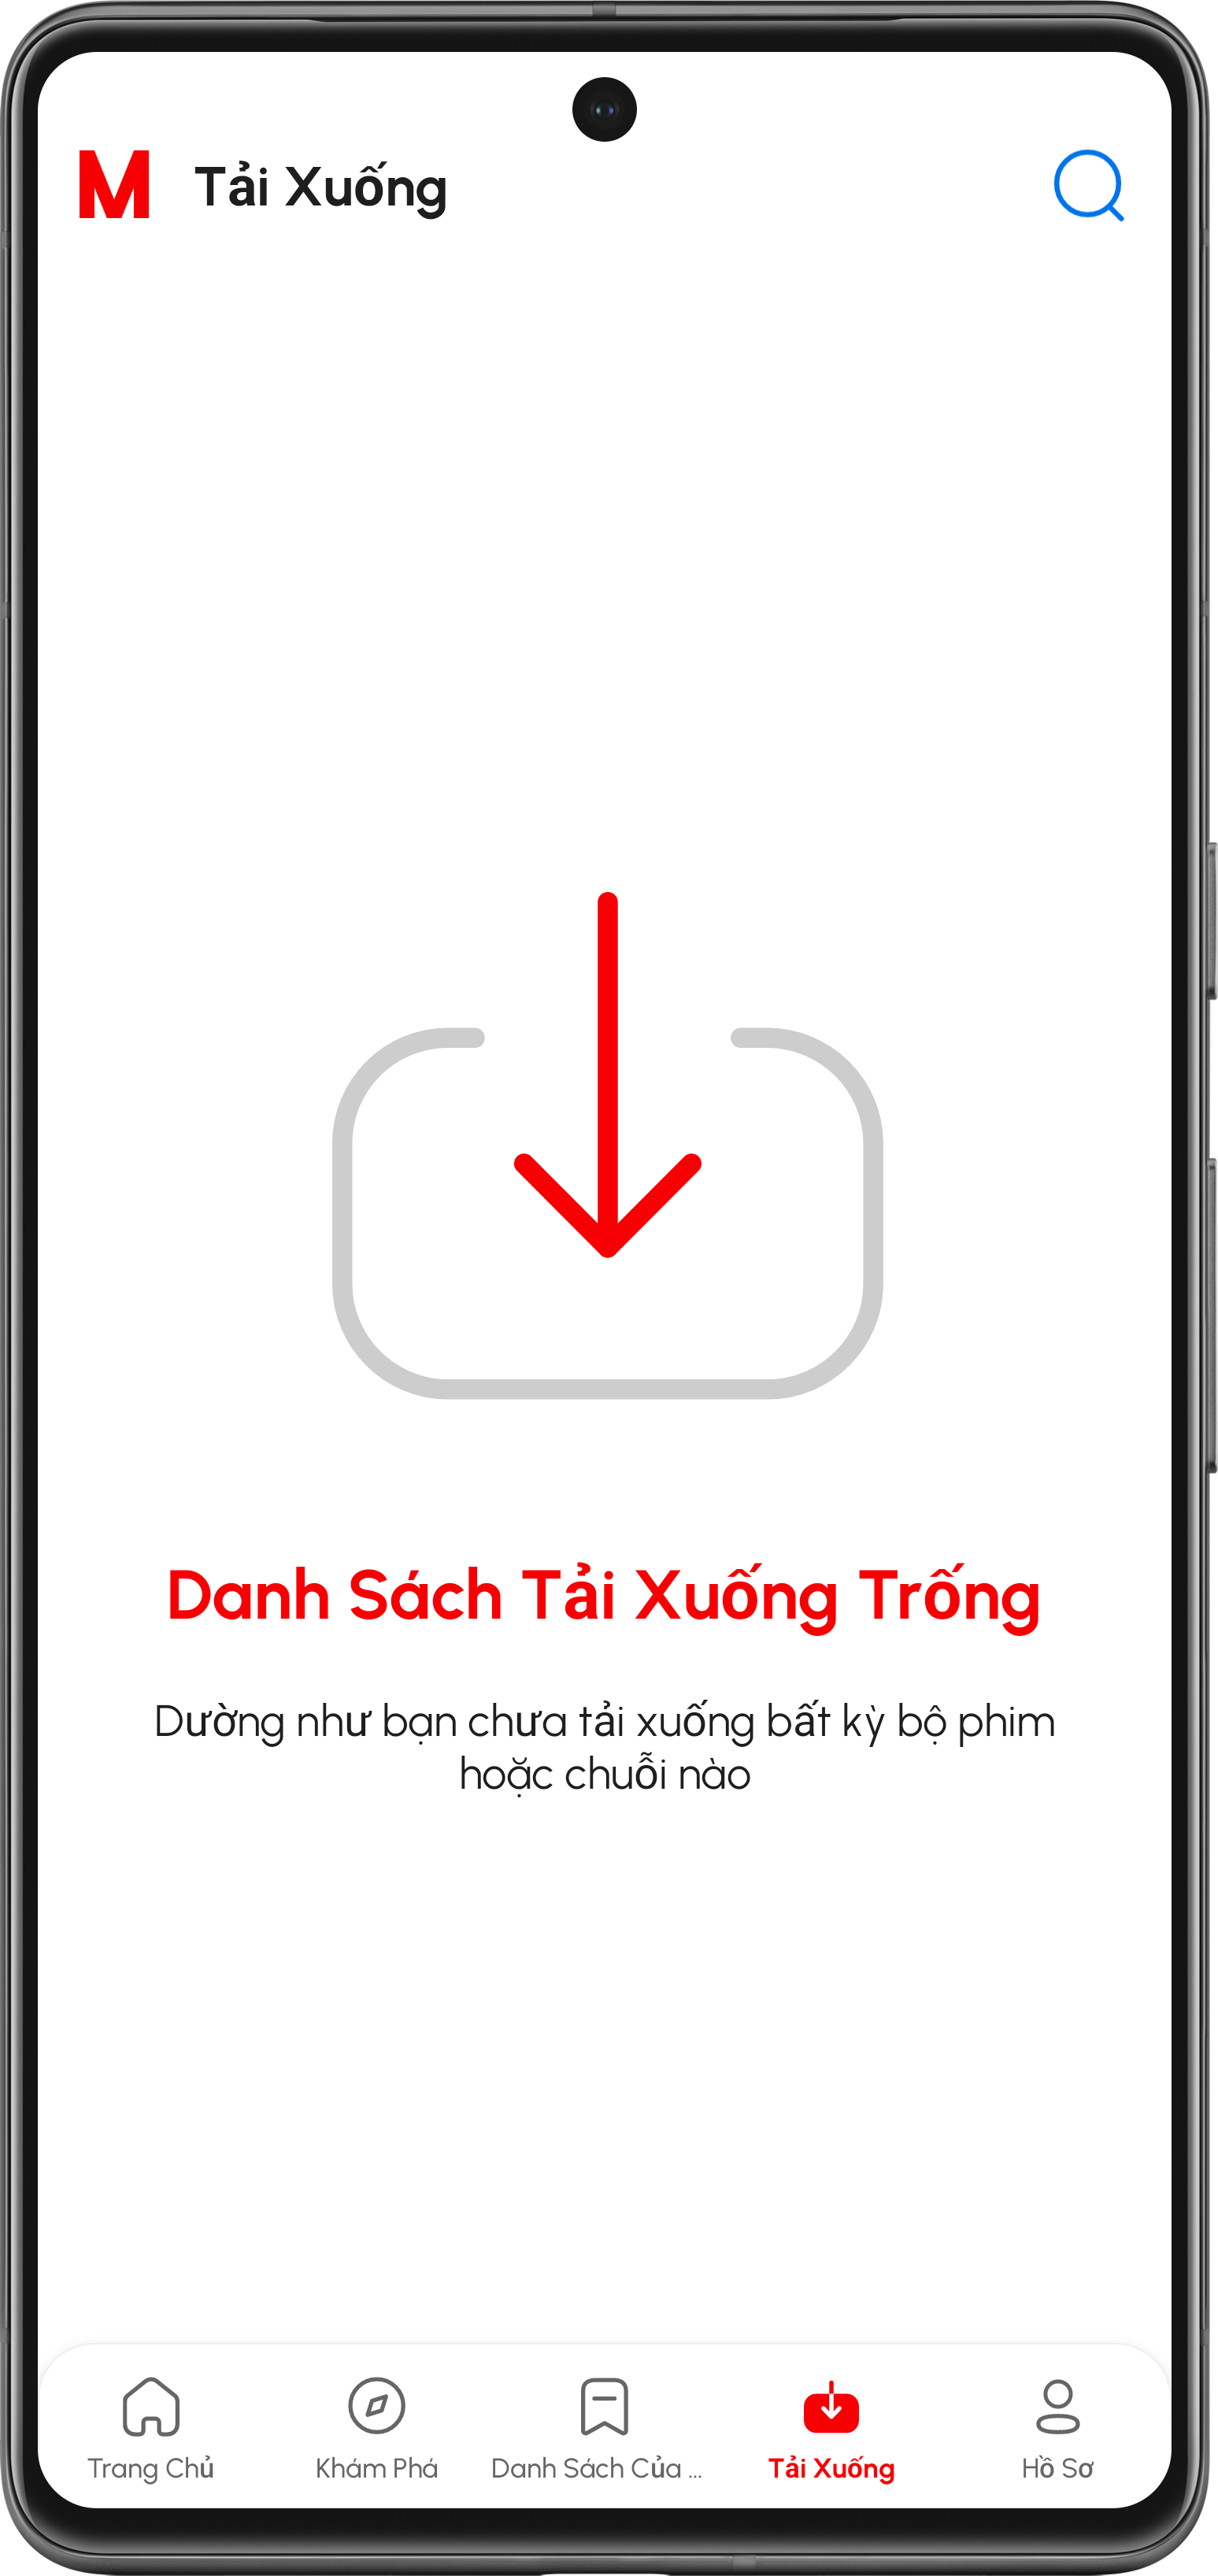 M Tải Xuống
Danh Sách Tải Xuống Trống
Dường như bạn chưa tải xuống bất kỳ bộ phim
hoặc chuỗi nào
Trang Chủ Khám Phá Danh Sách Của ... Tải Xuống Hồ Sơ